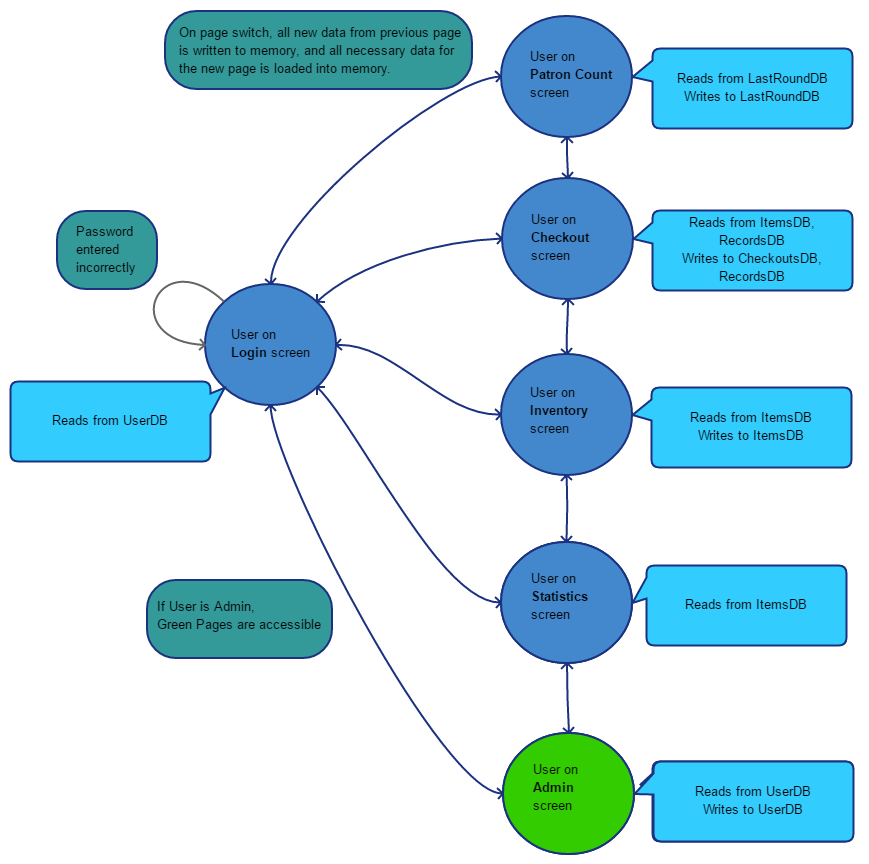 On page switch, all new data from previous page
is written to memory, and all necessary data for
the new page is loaded into memory.
User on
Patron Count
screen
Reads from LastRoundDB
Writes to LastRoundDB
Password
entered
incorrectly
User on
Checkout
screen
Reads from ItemsDB,
RecordsDB
Writes to CheckoutsDB,
RecordsDB
User on
Login screen
Reads from UserDB
User on
Inventory
screen
Reads from ItemsDB
Writes to ItemsDB
If User is Admin,
Green Pages are accessible
User on
Statistics
screen
Reads from ItemsDB
User on
Admin
screen
Reads from UserDB
Writes to UserDB